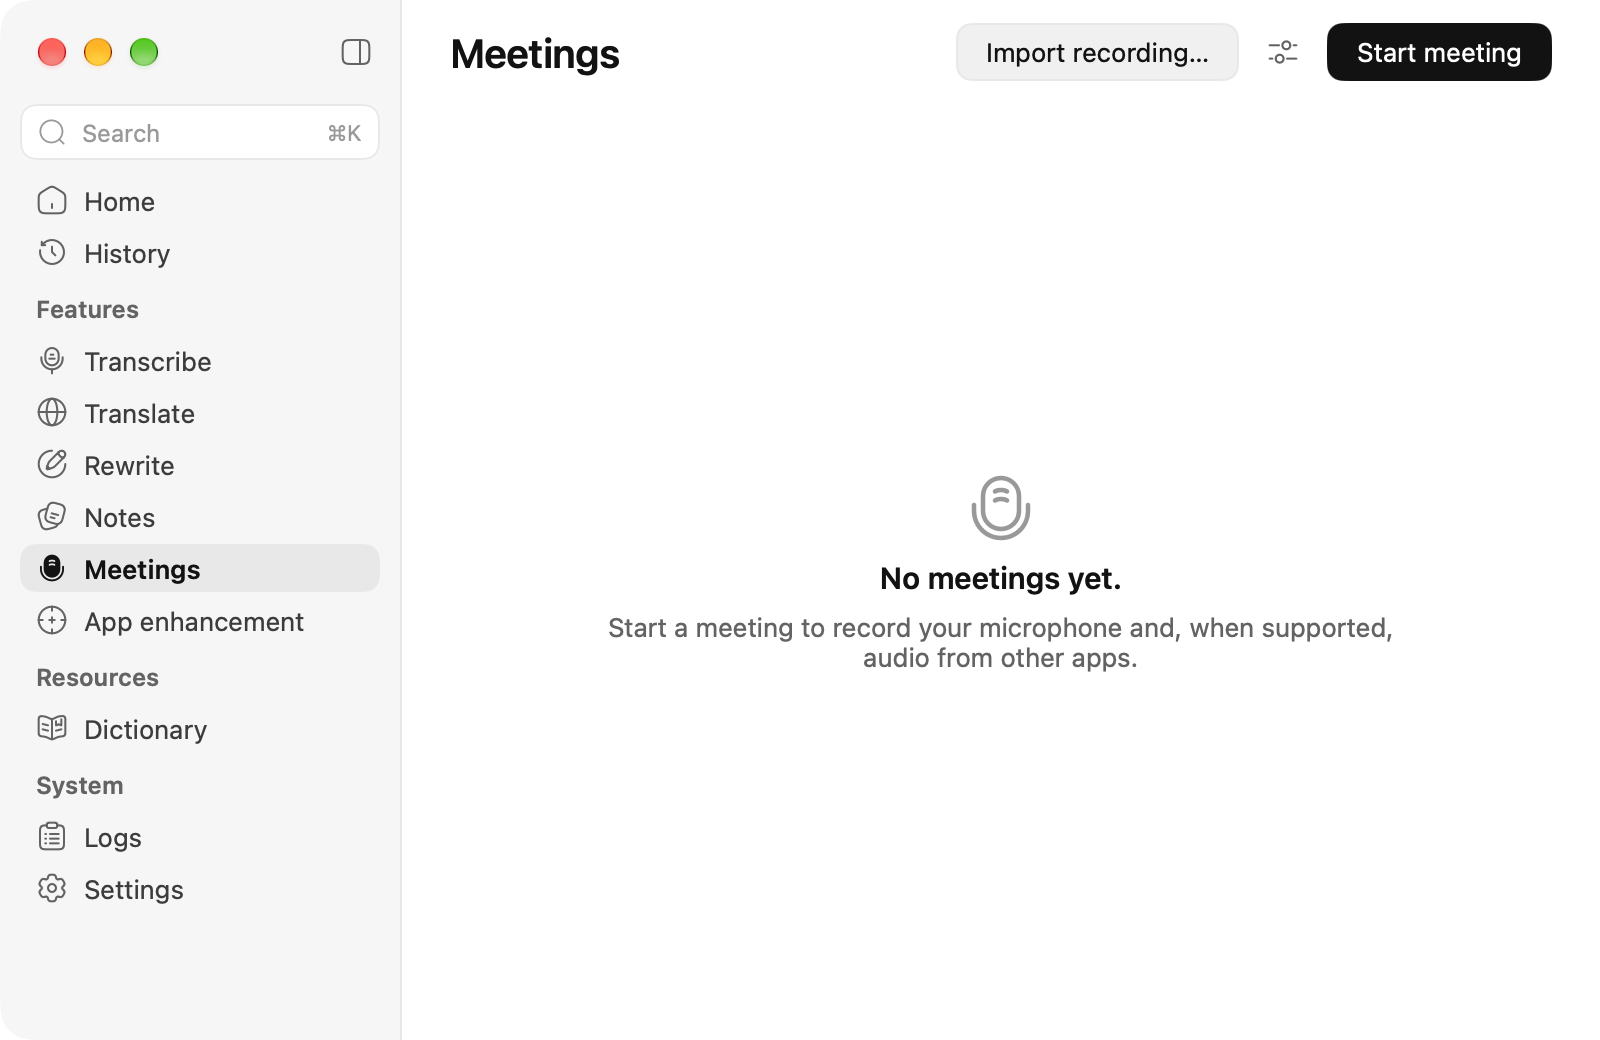 Meetings
Import recording...
Start meeting
Search
⌘K
Home
History
Features
Transcribe
Translate
Rewrite
Notes
Meetings
App enhancement
Resources
Dictionary
System
Logs
Settings
No meetings yet.
Start a meeting to record your microphone and, when supported,
audio from other apps.